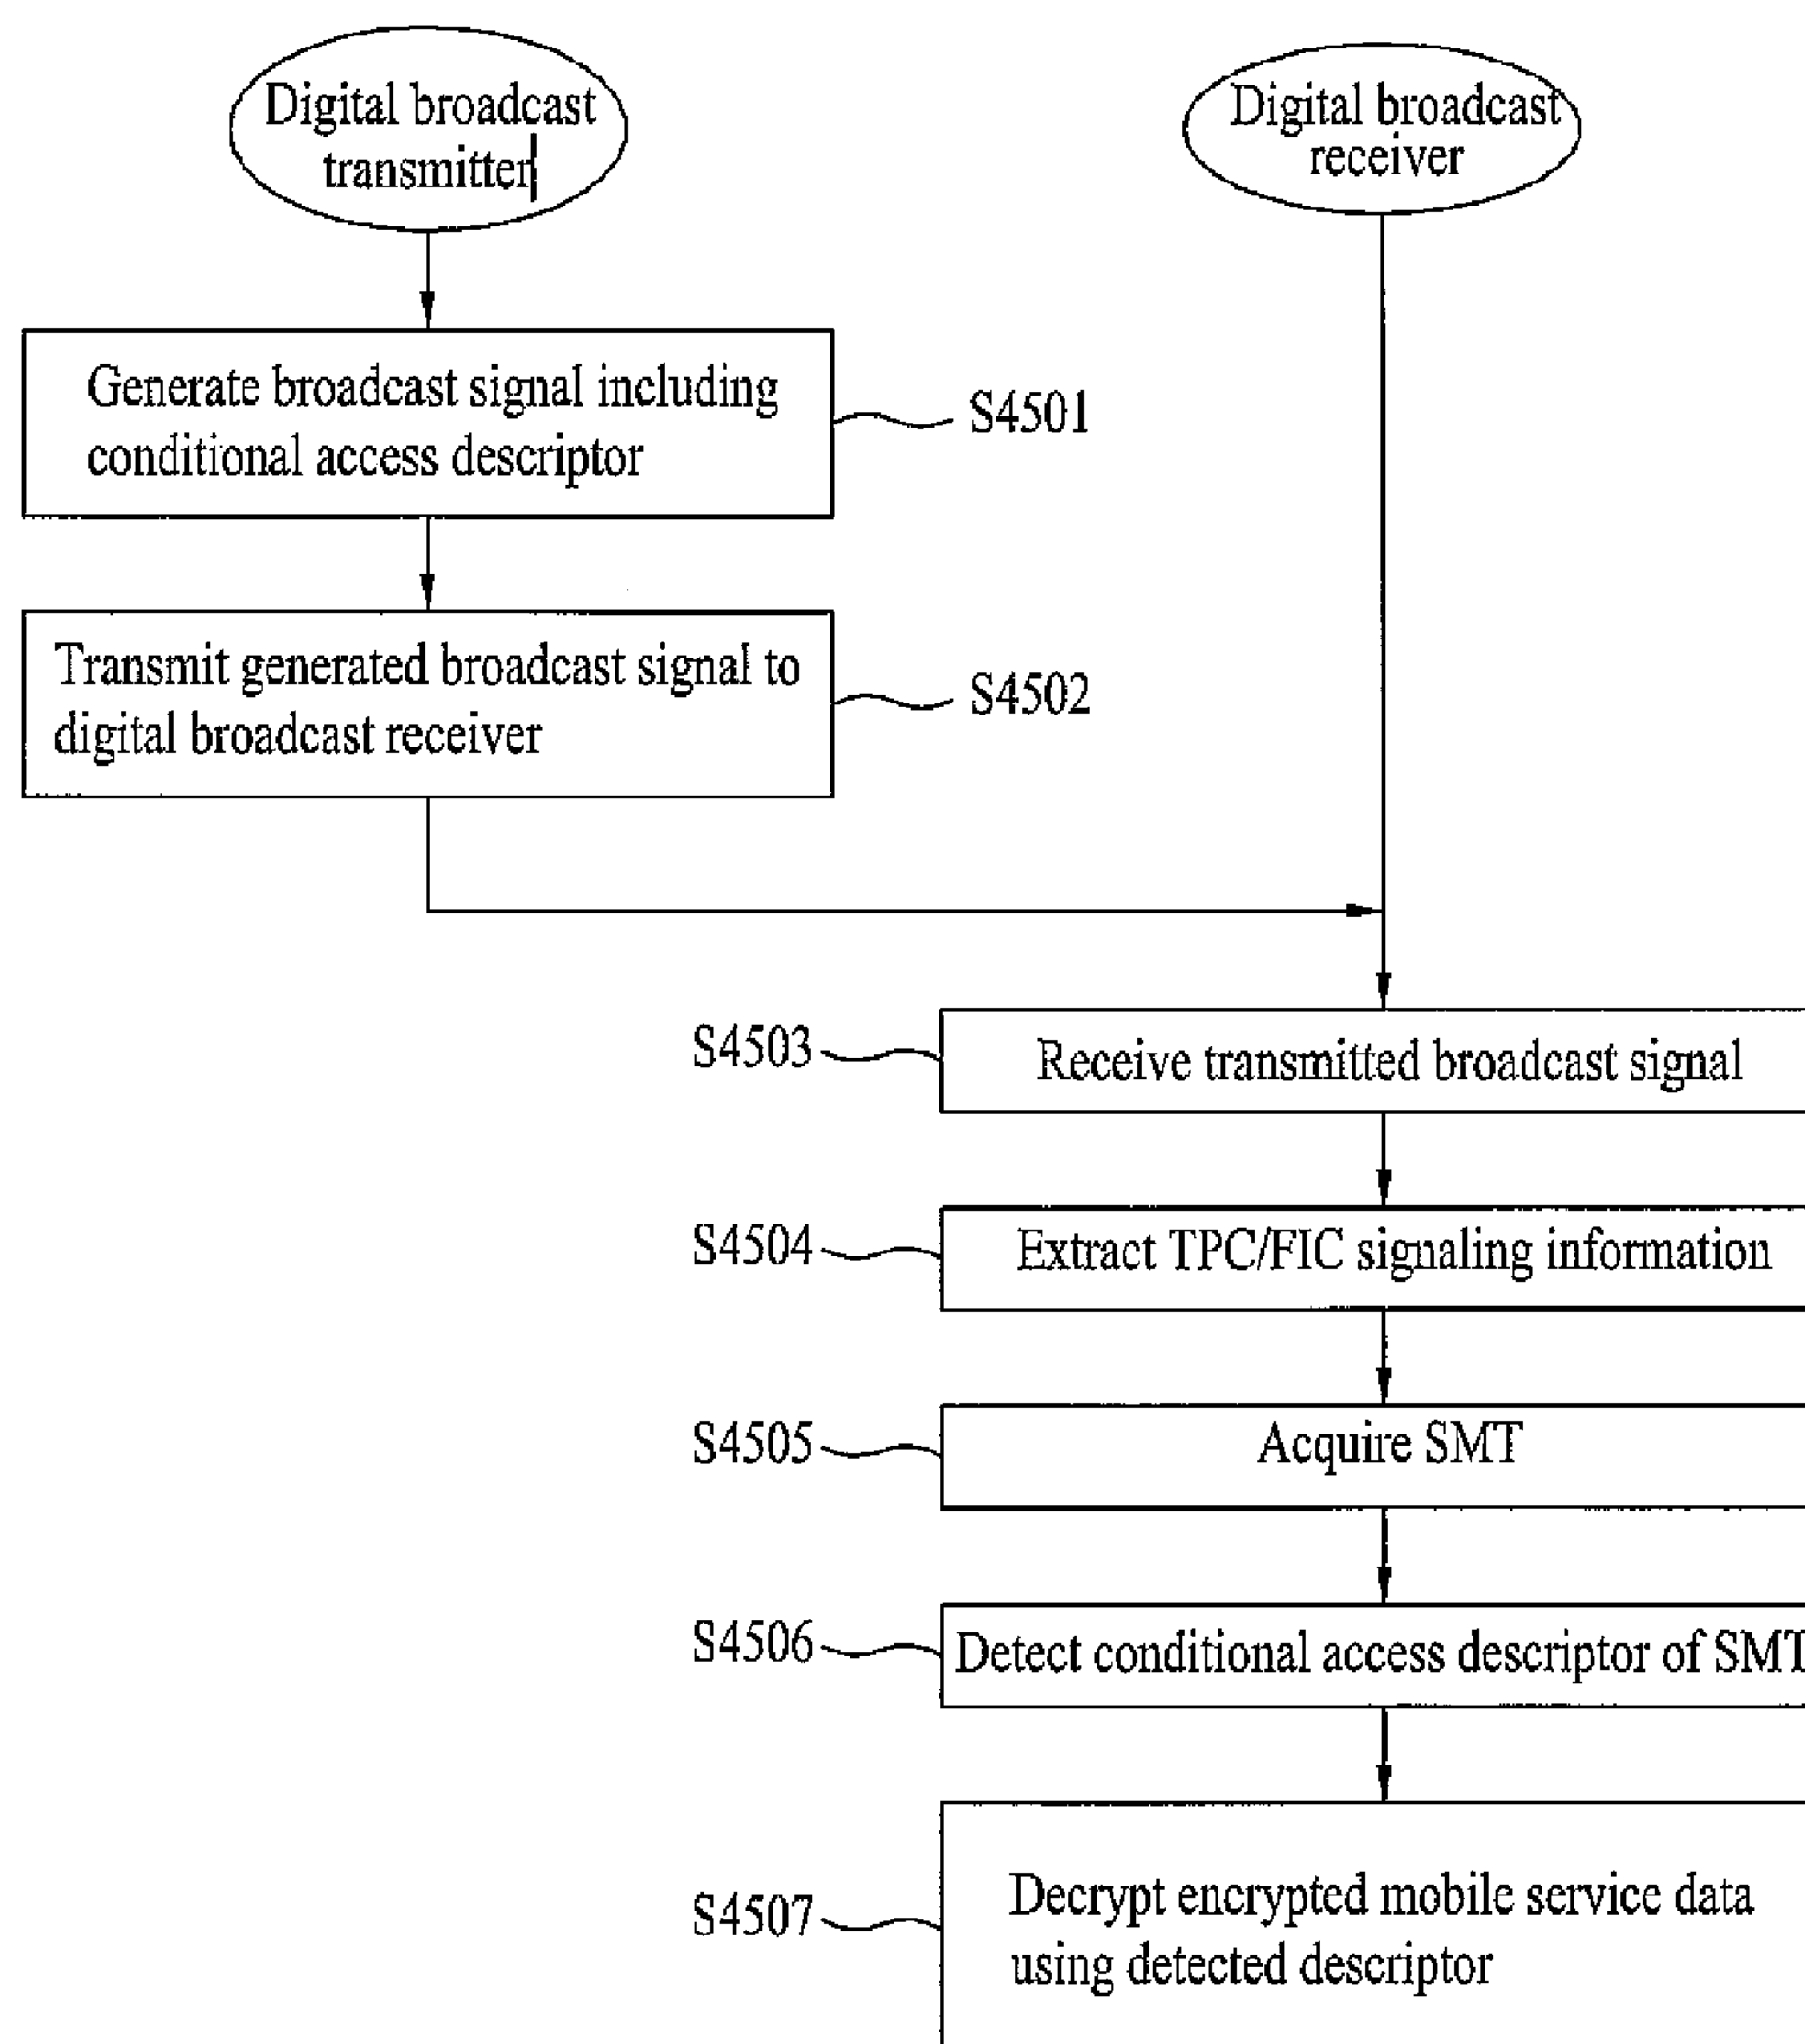 Digital broadcast
transmitter
Digital broadcast
receiver
Generate broadcast signal including
conditional access descriptor
S4501
Transmit generated broadcast signal to
digital broadcast receiver
S4502
S4503
Receive transmitted broadcast signal
S4504
Extract TPC/FIC signaling information
S4505
Acquire SMT
S4506
Detect conditional access descriptor of SMT
S4507
Decrypt encrypted mobile service data
using detected descriptor